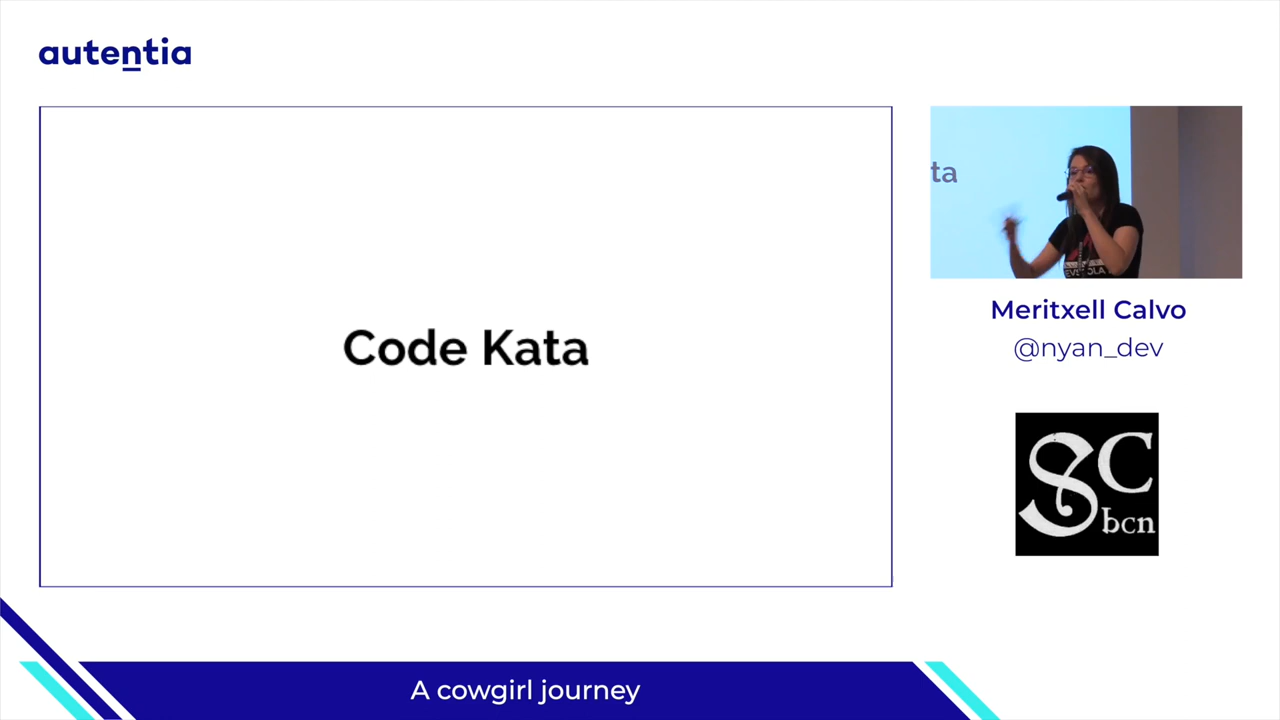 autentia
Code Kata
ta
Meritxell Calvo
@nyan_dev
SC
bcn
A cowgirl journey